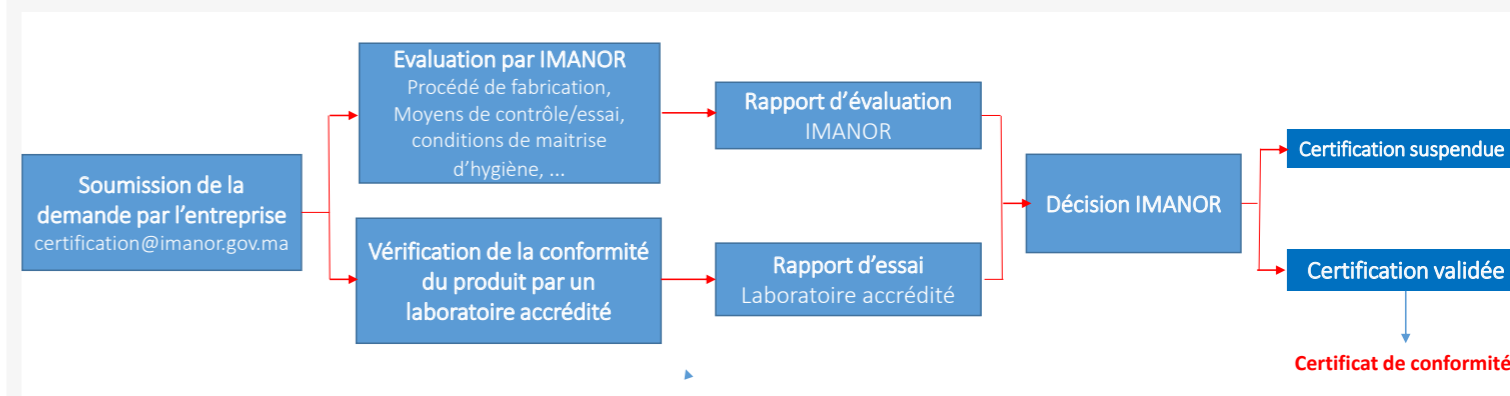 Soumission de la
demande par l’entreprise
certification@imanor.gov.ma
Evaluation par IMANOR
Procédé de fabrication,
Moyens de contrôle/essai,
conditions de maitrise
d’hygiène, ...
Vérification de la conformité
du produit par un
laboratoire accrédité
Rapport d’évaluation
IMANOR
Rapport d’essai
Laboratoire accrédité
Décision IMANOR
Certification suspendue
Certification validée
Certificat de conformité